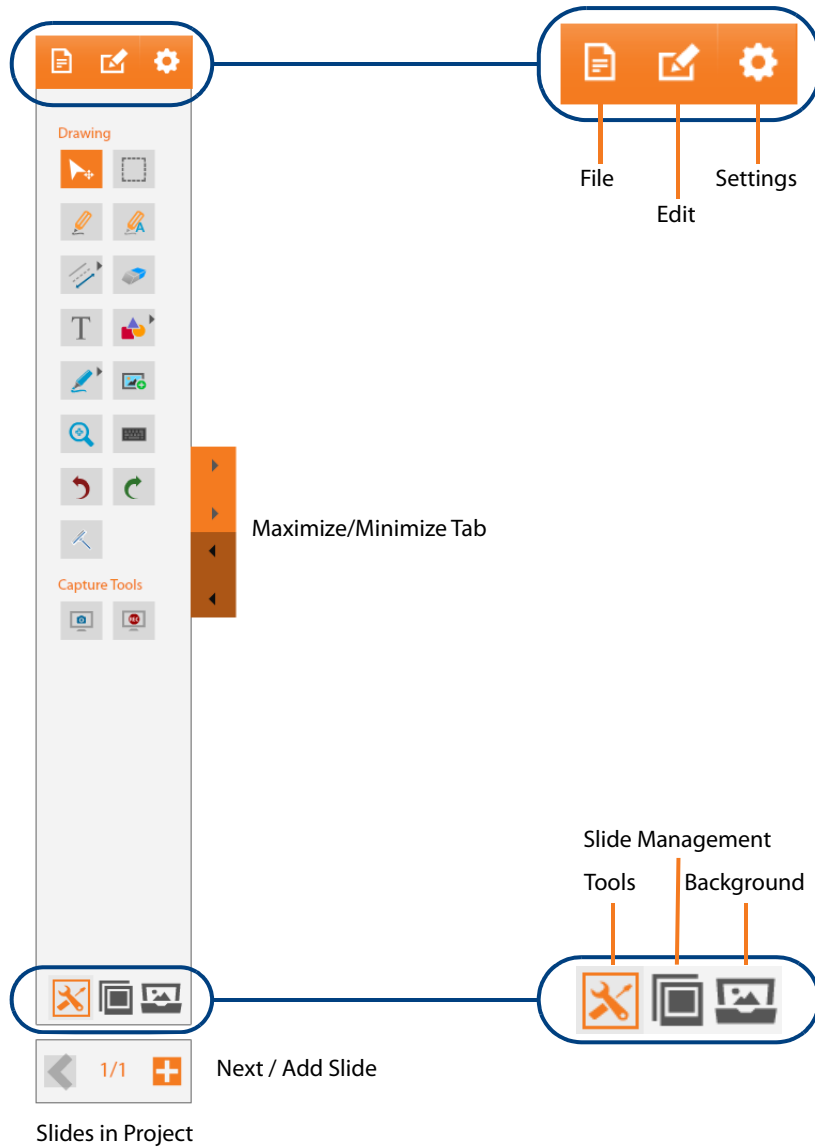 File
Settings
Edit
Drawing
A
T
Maximize/Minimize Tab
Capture Tools
REC
Slide Management
Tools
Background
1/1
Next / Add Slide
Slides in Project